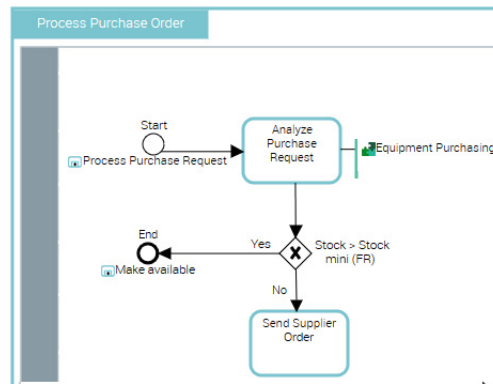 Process Purchase Order
Start
Process Purchase Request
Analyze
Purchase
Request
Equipment Purchasing
End
Make available
Yes
Stock > Stock
mini (FR)
No
Send Supplier
Order